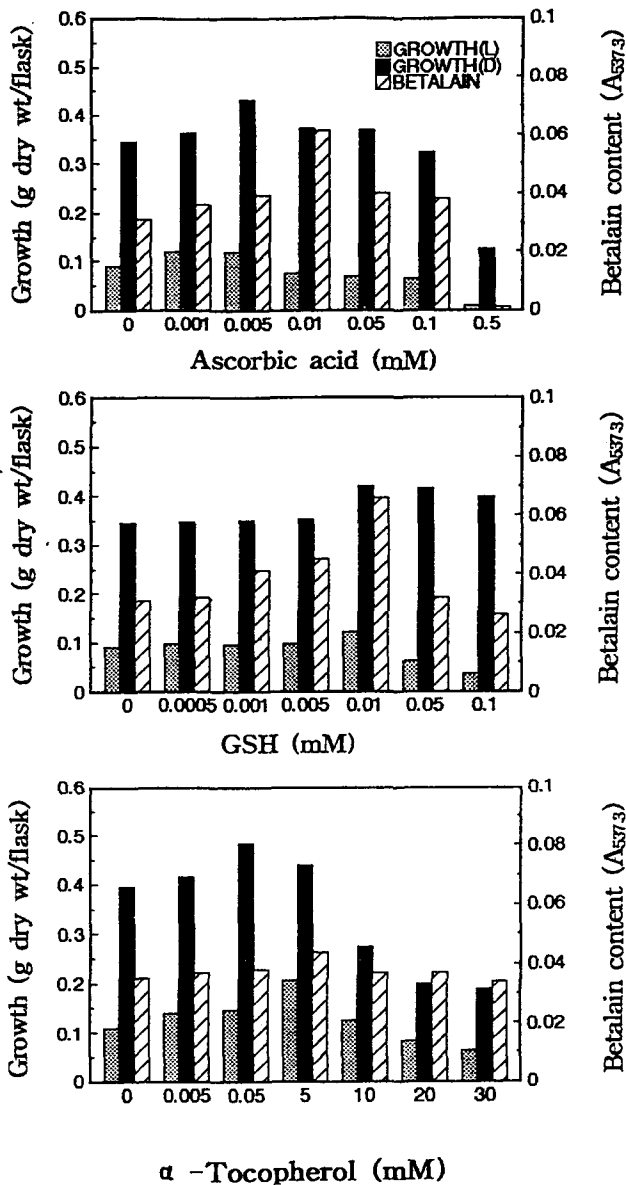 Growth (g dry wt/flask)
0.6
0.5
0.4
0.3
0.2
0.1
0
GROWTH(L)
GROWTH(D)
BETALAIN
0.1
0.08
0.06
0.04
0.02
0
Betalain content (A5373)
0 0.001 0.005 0.01 0.05 0.1 0.5
Ascorbic acid (mM)
Growth (g dry wt/flask)
0.6
0.5
0.4
0.3
0.2
0.1
0
0.1
0.08
0.06
0.04
0.02
0
Betalain content (A5373)
0 0.0005 0.001 0.005 0.01 0.05 0.1
GSH (mM)
Growth (g dry wt/flask)
0.6
0.5
0.4
0.3
0.2
0.1
0
0.1
0.08
0.06
0.04
0.02
0
Betalain content (A5373)
0 0.005 0.05 5 10 20 30
α -Tocopherol (mM)